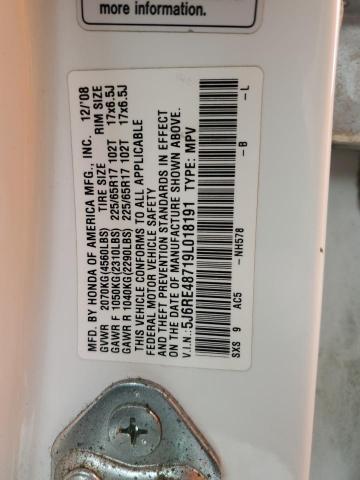 more information.
MFD. BY HONDA OF AMERICA MFG., INC. 12/'08
TIRE SIZE RIM SIZE
GVWR 2070KG(4560LBS)
GAWR F 1050KG(2310LBS) 225/65R17 102T 17x6.5J
GAWR R 1040KG(2290LBS) 225/65R17 102T 17x6.5J
THIS VEHICLE CONFORMS TO ALL APPLICABLE
FEDERAL MOTOR VEHICLE SAFETY
AND THEFT PREVENTION STANDARDS IN EFFECT
ON THE DATE OF MANUFACTURE SHOWN ABOVE.
V.I.N.:5J6RE48719L018191 TYPE: MPV
SXS 9 AC5 -NH578 -B -L